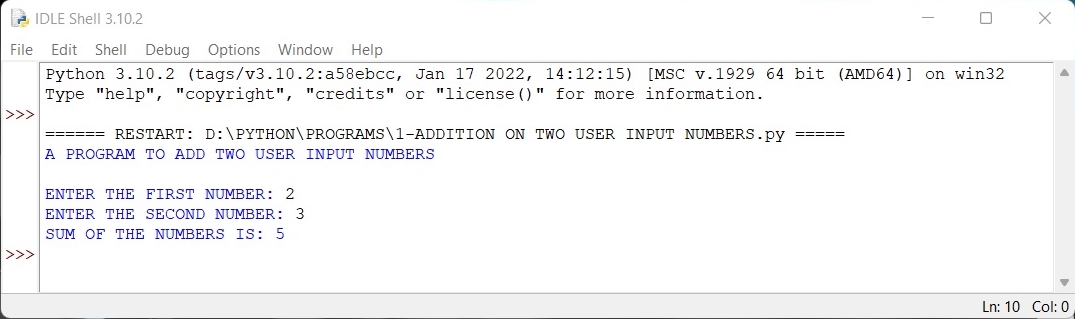 IDLE Shell 3.10.2
File Edit Shell Debug Options Window Help
Python 3.10.2 (tags/v3.10.2:a58ebcc, Jan 17 2022, 14:12:15) [MSC v.1929 64 bit (AMD64)] on win32
Type "help", "copyright", "credits" or "license()" for more information.
>>>
====== RESTART: D:\PYTHON\PROGRAMS\1-ADDITION ON TWO USER INPUT NUMBERS.py =====
A PROGRAM TO ADD TWO USER INPUT NUMBERS
ENTER THE FIRST NUMBER: 2
ENTER THE SECOND NUMBER: 3
SUM OF THE NUMBERS IS: 5
>>>
Ln: 10 Col: 0